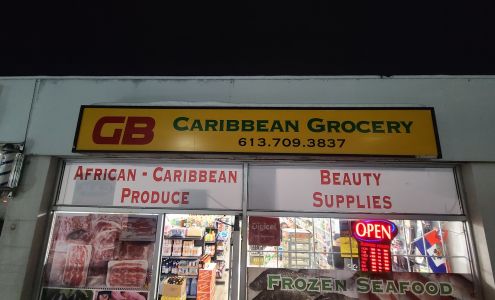 GB CARIBBEAN GROCERY
613.709.3837
AFRICAN - CARIBBEAN
PRODUCE
BEAUTY
SUPPLIES
Digicel
OPEN
FROZEN SEAFOOD